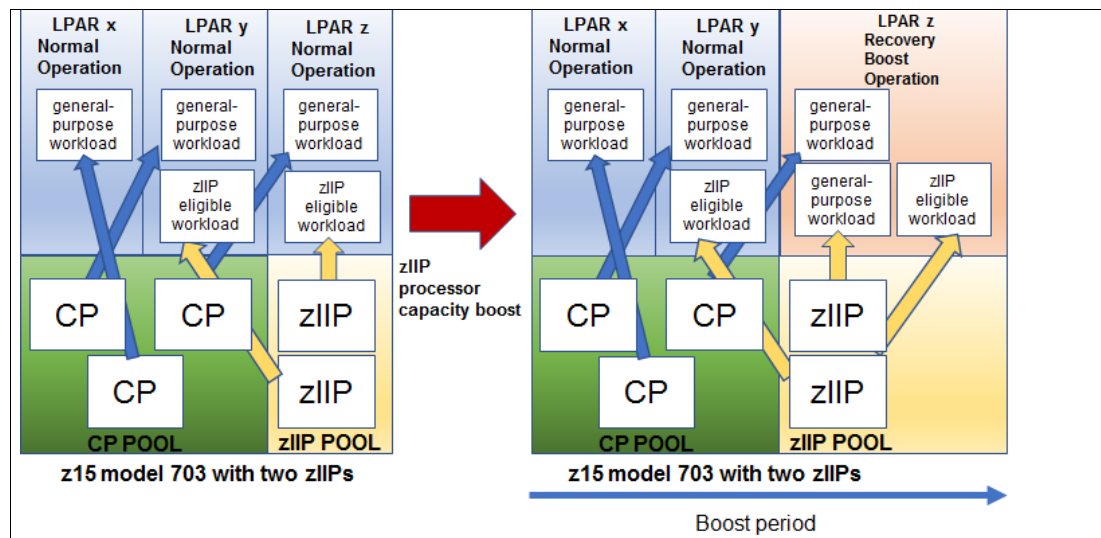 LPAR x
Normal
Operation
LPAR y
Normal
Operation
LPAR z
Normal
Operation
general-
purpose
workload
general-
purpose
workload
general-
purpose
workload
zIIP
eligible
workload
zIIP
eligible
workload
CP
CP
CP
CP POOL
zIIP
zIIP
zIIP POOL
z15 model 703 with two zIIPs
zIIP
processor
capacity boost
LPAR x
Normal
Operation
LPAR y
Normal
Operation
LPAR z
Recovery
Boost
Operation
general-
purpose
workload
general-
purpose
workload
general-
purpose
workload
zIIP
eligible
workload
general-
purpose
workload
zIIP
eligible
workload
CP
CP
CP
CP POOL
zIIP
zIIP
zIIP POOL
z15 model 703 with two zIIPs
Boost period